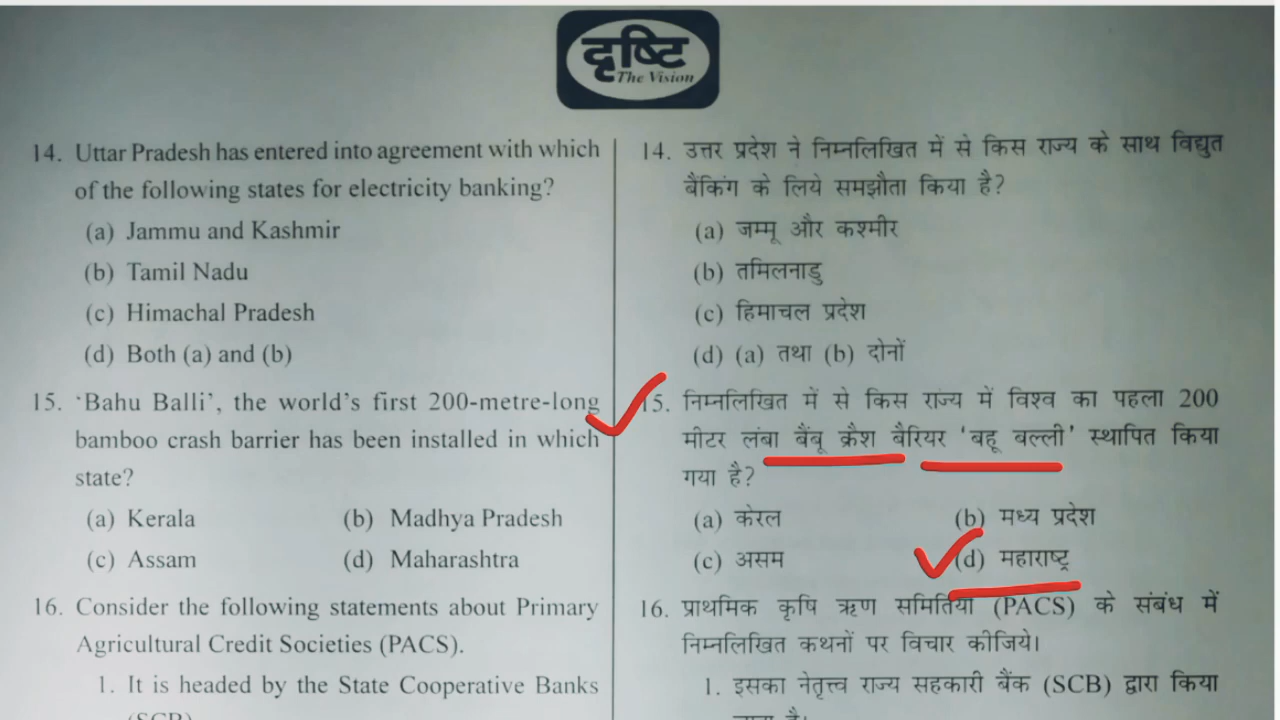 दृष्टि
The Vision
14. Uttar Pradesh has entered into agreement with which
of the following states for electricity banking?
(a) Jammu and Kashmir
(b) Tamil Nadu
(c) Himachal Pradesh
(d) Both (a) and (b)
15. ‘Bahu Balli’, the world’s first 200-metre-long
bamboo crash barrier has been installed in which
state?
(a) Kerala (b) Madhya Pradesh
(c) Assam (d) Maharashtra
16. Consider the following statements about Primary
Agricultural Credit Societies (PACS).
1. It is headed by the State Cooperative Banks
(SCB)
14. उत्तर प्रदेश ने निम्नलिखित में से किस राज्य के साथ विद्युत
बैंकिंग के लिये समझौता किया है?
(a) जम्मू और कश्मीर
(b) तमिलनाडु
(c) हिमाचल प्रदेश
(d) (a) तथा (b) दोनों
15. निम्नलिखित में से किस राज्य में विश्व का पहला 200
मीटर लंबा बैंबू क्रैश बैरियर ‘बहू बल्ली’ स्थापित किया
गया है?
(a) केरल (b) मध्य प्रदेश
(c) असम (d) महाराष्ट्र
16. प्राथमिक कृषि ऋण समितियों (PACS) के संबंध में
निम्नलिखित कथनों पर विचार कीजिये।
1. इसका नेतृत्त्व राज्य सहकारी बैंक (SCB) द्वारा किया
जाता है।